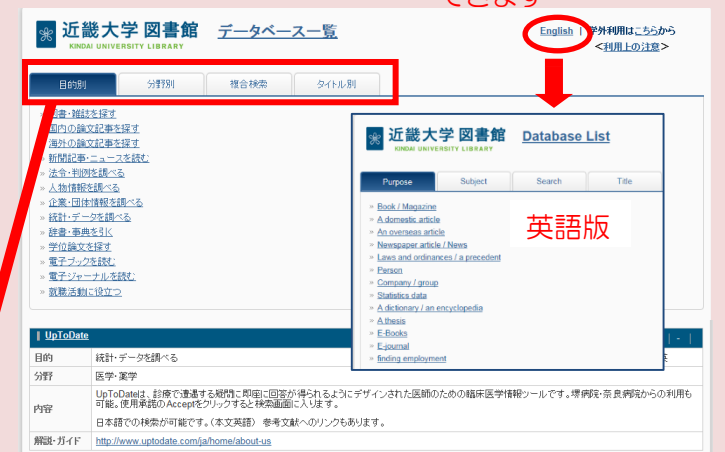 できます
近畿大学 図書館 データベース一覧
KINDAI UNIVERSITY LIBRARY
English | 学外利用はこちらから
<利用上の注意>
目的別 分野別 複合検索 タイトル別
図書・雑誌を探す
国内の論文記事を探す
» 海外の論文記事を探す
» 新聞記事・ニュースを読む
» 法令・判例を調べる
» 人物情報を調べる
» 企業・団体情報を調べる
» 統計・データを調べる
» 辞書・事典を引く
» 学位論文を探す
» 電子ブックを読む
» 電子ジャーナルを読む
» 就職活動に役立つ
近畿大学 図書館 Database List
KINDAI UNIVERSITY LIBRARY
Purpose Subject Search Title
» Book / Magazine
» A domestic article
» An overseas article
» Newspaper article / News
» Laws and ordinances / a precedent
» Person
» Company / group
» Statistics data
» A dictionary / an encyclopedia
» A thesis
» E-Books
» E-journal
» finding employment
英語版
UpToDate
| - |
目的 統計・データを調べる
分野 医学・薬学
内容 UpToDateは、診療で遭遇する疑問に即座に回答が得られるようにデザインされた医師のための臨床医学情報ツールです。堺病院・奈良病院からの利用も
可能。使用承諾のAcceptをクリックすると検索画面に入ります。
日本語での検索が可能です。（本文英語） 参考文献へのリンクもあります。
解説・ガイド http://www.uptodate.com/ja/home/about-us